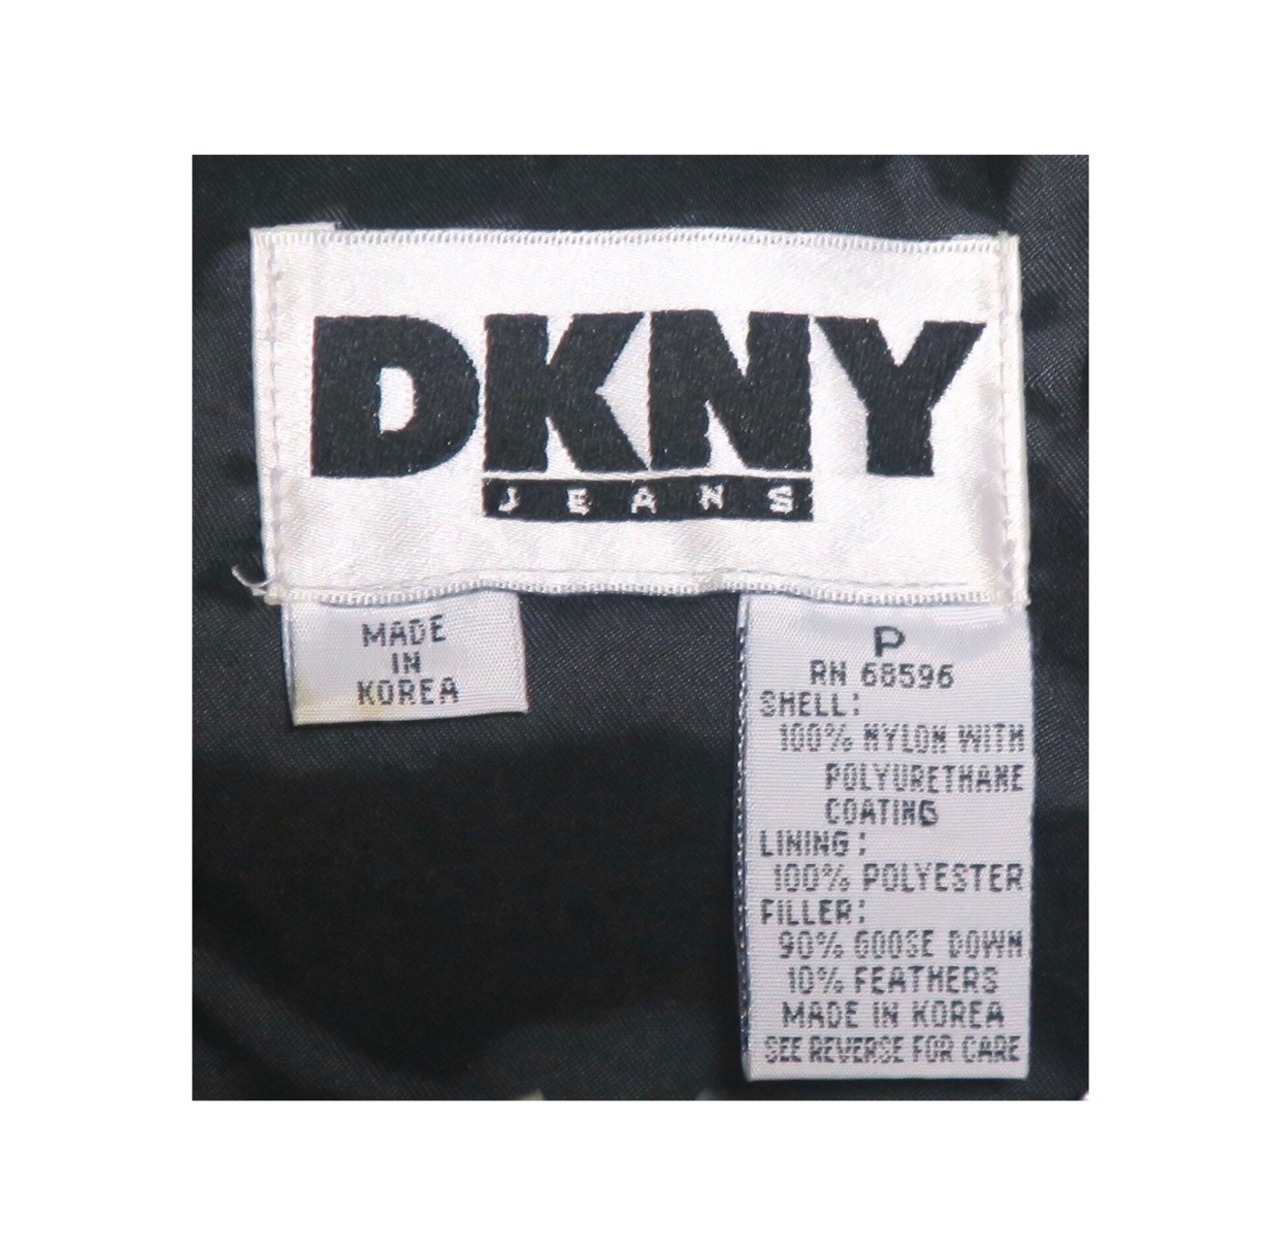 DKNY
JEANS
MADE
IN
KOREA
P
RN 68596
SHELL:
100% NYLON WITH
POLYURETHANE
COATING
LINING:
100% POLYESTER
FILLER:
90% GOOSE DOWN
10% FEATHERS
MADE IN KOREA
SEE REVERSE FOR CARE